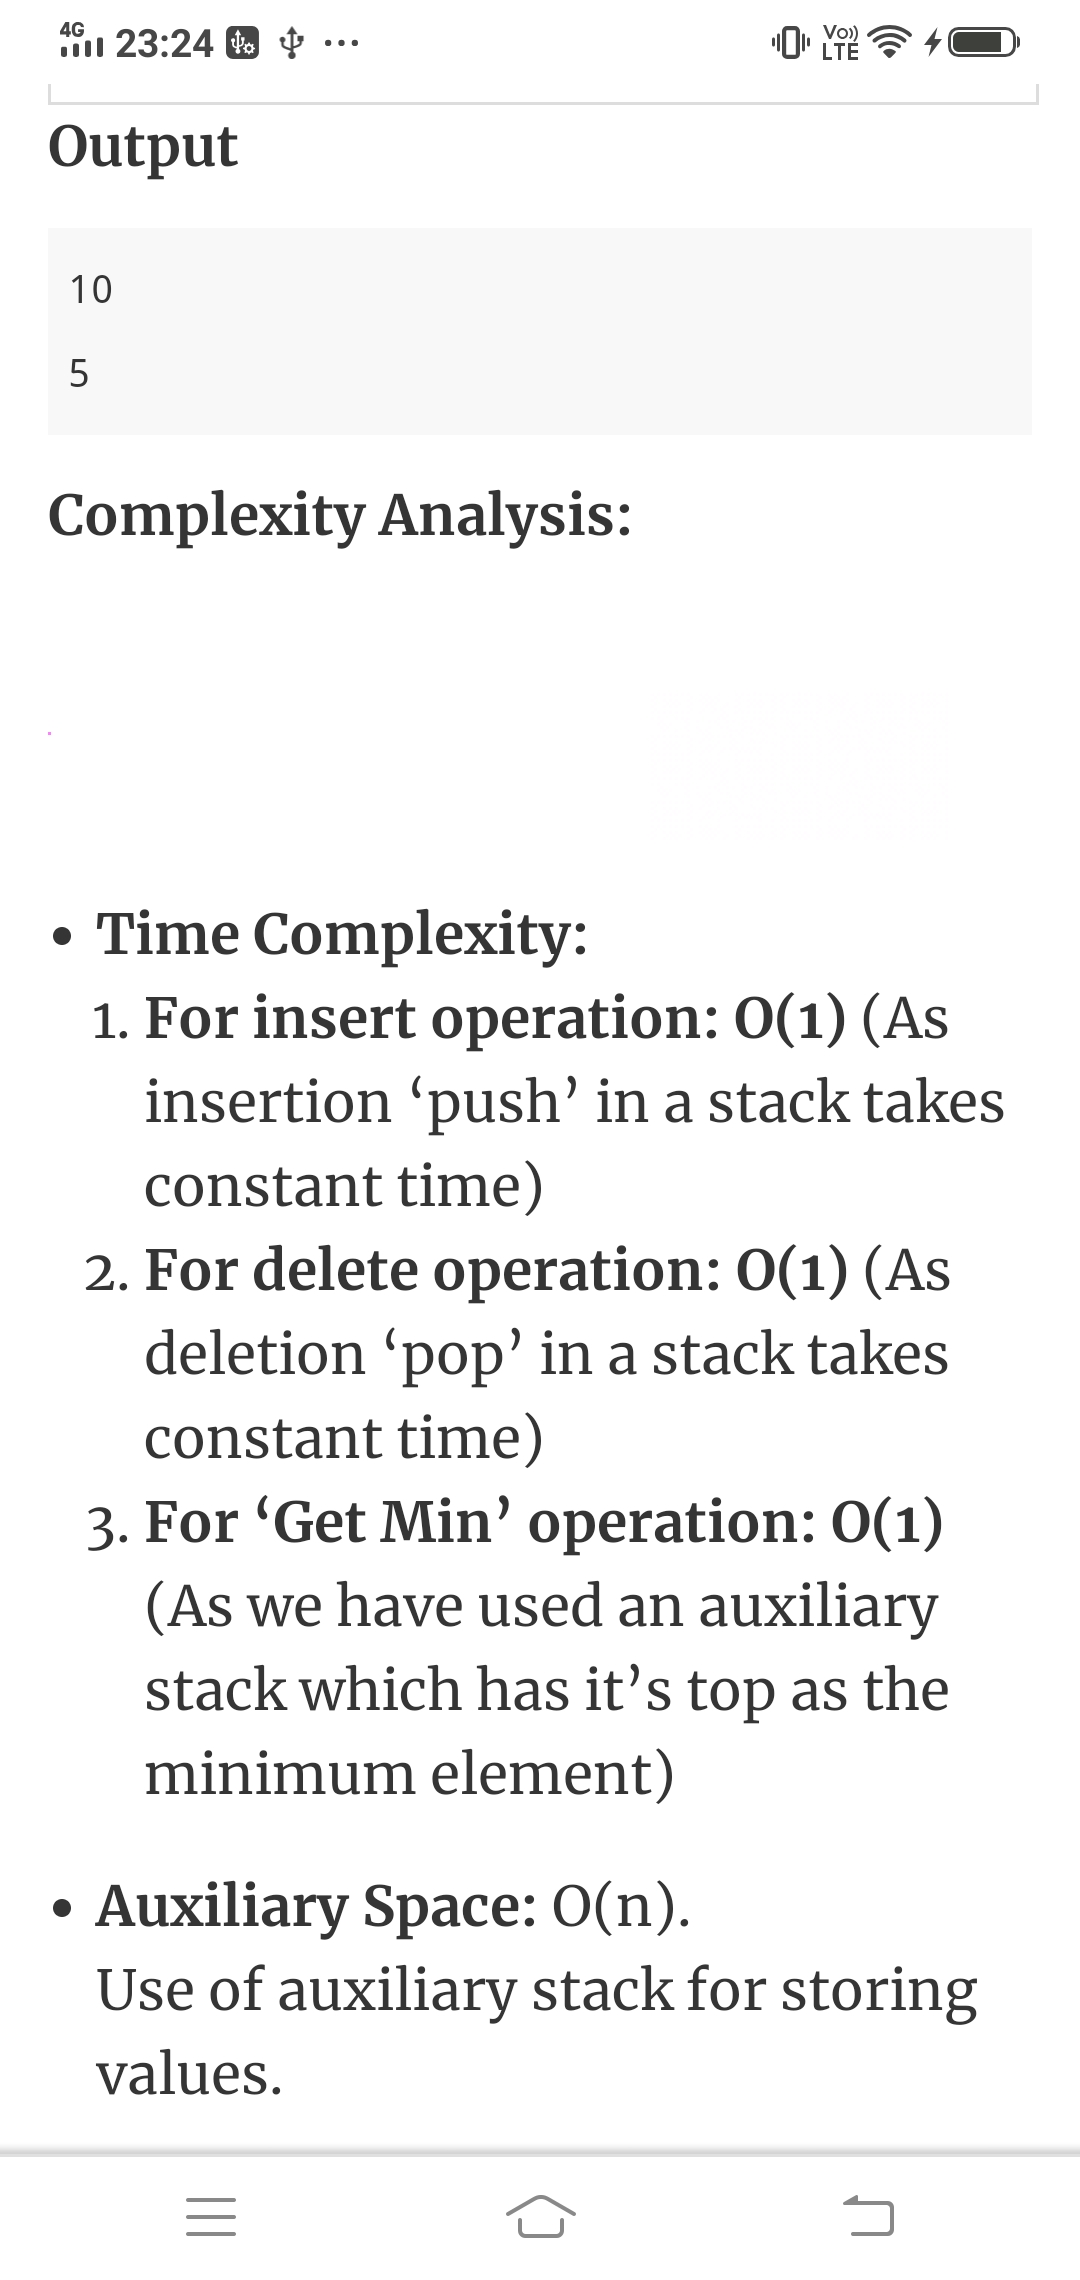 4G 23:24 Vo)) LTE
Output
10
5
Complexity Analysis:
• Time Complexity:
1. For insert operation: O(1) (As
insertion ‘push’ in a stack takes
constant time)
2. For delete operation: O(1) (As
deletion ‘pop’ in a stack takes
constant time)
3. For ‘Get Min’ operation: O(1)
(As we have used an auxiliary
stack which has it’s top as the
minimum element)
• Auxiliary Space: O(n).
Use of auxiliary stack for storing
values.